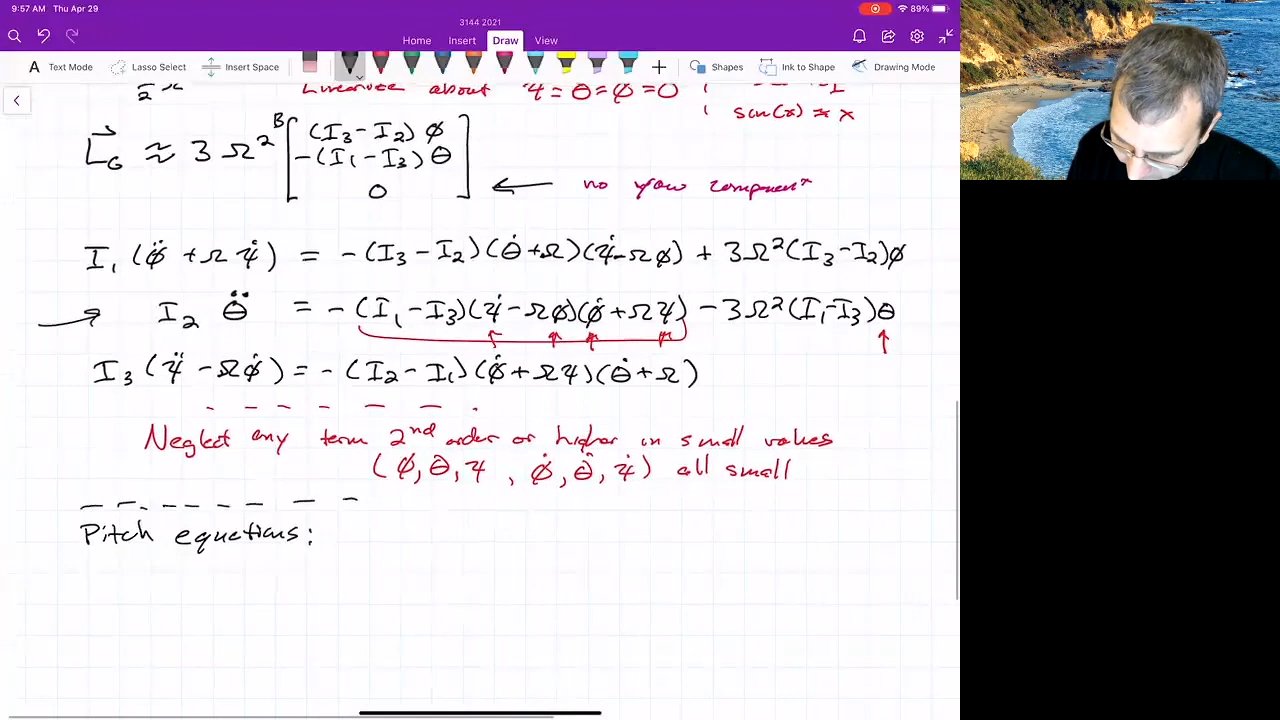 9:57 AM Thu Apr 29
89%
3144 2021
Home Insert Draw View
Text Mode Lasso Select Insert Space Shapes Ink to Shape Drawing Mode
Linearize about ψ = θ = φ = 0
sin(x) ≈ x
L⃗_G ≈ 3Ω² ᴮ[ (I₃ − I₂) φ
−(I₁ − I₃) θ
0 ] ← no yaw component
I₁ (φ̈ + Ω ψ̇) = −(I₃ − I₂)(θ̇ + Ω)(ψ̇ − Ωφ) + 3Ω²(I₃ − I₂)φ
→ I₂ θ̈ = −(I₁ − I₃)(ψ̇ − Ωφ)(φ̇ + Ωψ) − 3Ω²(I₁ − I₃)θ
I₃ (ψ̈ − Ωφ̇) = −(I₂ − I₁)(φ̇ + Ωψ)(θ̇ + Ω)
Neglect any term 2nd order or higher in small values
(φ, θ, ψ, φ̇, θ̇, ψ̇) all small
Pitch equations: